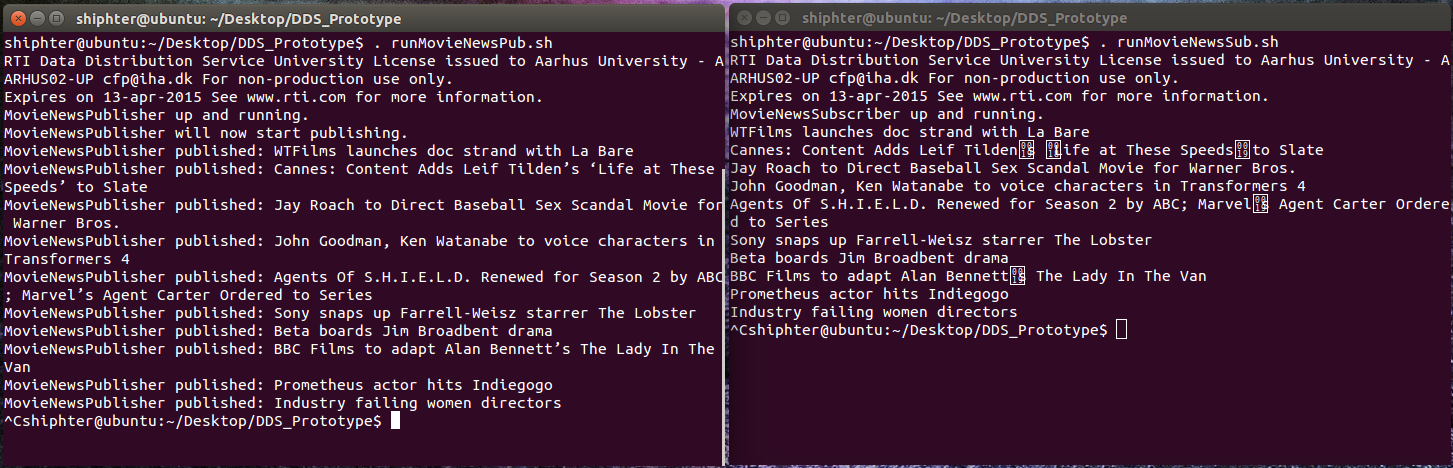 shiphter@ubuntu: ~/Desktop/DDS_Prototype
shiphter@ubuntu:~/Desktop/DDS_Prototype$ . runMovieNewsPub.sh
RTI Data Distribution Service University License issued to Aarhus University - A
ARHUS02-UP cfp@iha.dk For non-production use only.
Expires on 13-apr-2015 See www.rti.com for more information.
MovieNewsPublisher up and running.
MovieNewsPublisher will now start publishing.
MovieNewsPublisher published: WTFilms launches doc strand with La Bare
MovieNewsPublisher published: Cannes: Content Adds Leif Tilden’s ‘Life at These
Speeds’ to Slate
MovieNewsPublisher published: Jay Roach to Direct Baseball Sex Scandal Movie for
 Warner Bros.
MovieNewsPublisher published: John Goodman, Ken Watanabe to voice characters in
Transformers 4
MovieNewsPublisher published: Agents Of S.H.I.E.L.D. Renewed for Season 2 by ABC
; Marvel’s Agent Carter Ordered to Series
MovieNewsPublisher published: Sony snaps up Farrell-Weisz starrer The Lobster
MovieNewsPublisher published: Beta boards Jim Broadbent drama
MovieNewsPublisher published: BBC Films to adapt Alan Bennett’s The Lady In The
Van
MovieNewsPublisher published: Prometheus actor hits Indiegogo
MovieNewsPublisher published: Industry failing women directors
^Cshiphter@ubuntu:~/Desktop/DDS_Prototype$
shiphter@ubuntu: ~/Desktop/DDS_Prototype
shiphter@ubuntu:~/Desktop/DDS_Prototype$ . runMovieNewsSub.sh
RTI Data Distribution Service University License issued to Aarhus University - A
ARHUS02-UP cfp@iha.dk For non-production use only.
Expires on 13-apr-2015 See www.rti.com for more information.
MovieNewsSubscriber up and running.
WTFilms launches doc strand with La Bare
Cannes: Content Adds Leif Tildens Life at These Speeds to Slate
Jay Roach to Direct Baseball Sex Scandal Movie for Warner Bros.
John Goodman, Ken Watanabe to voice characters in Transformers 4
Agents Of S.H.I.E.L.D. Renewed for Season 2 by ABC; Marvels Agent Carter Ordere
d to Series
Sony snaps up Farrell-Weisz starrer The Lobster
Beta boards Jim Broadbent drama
BBC Films to adapt Alan Bennetts The Lady In The Van
Prometheus actor hits Indiegogo
Industry failing women directors
^Cshiphter@ubuntu:~/Desktop/DDS_Prototype$